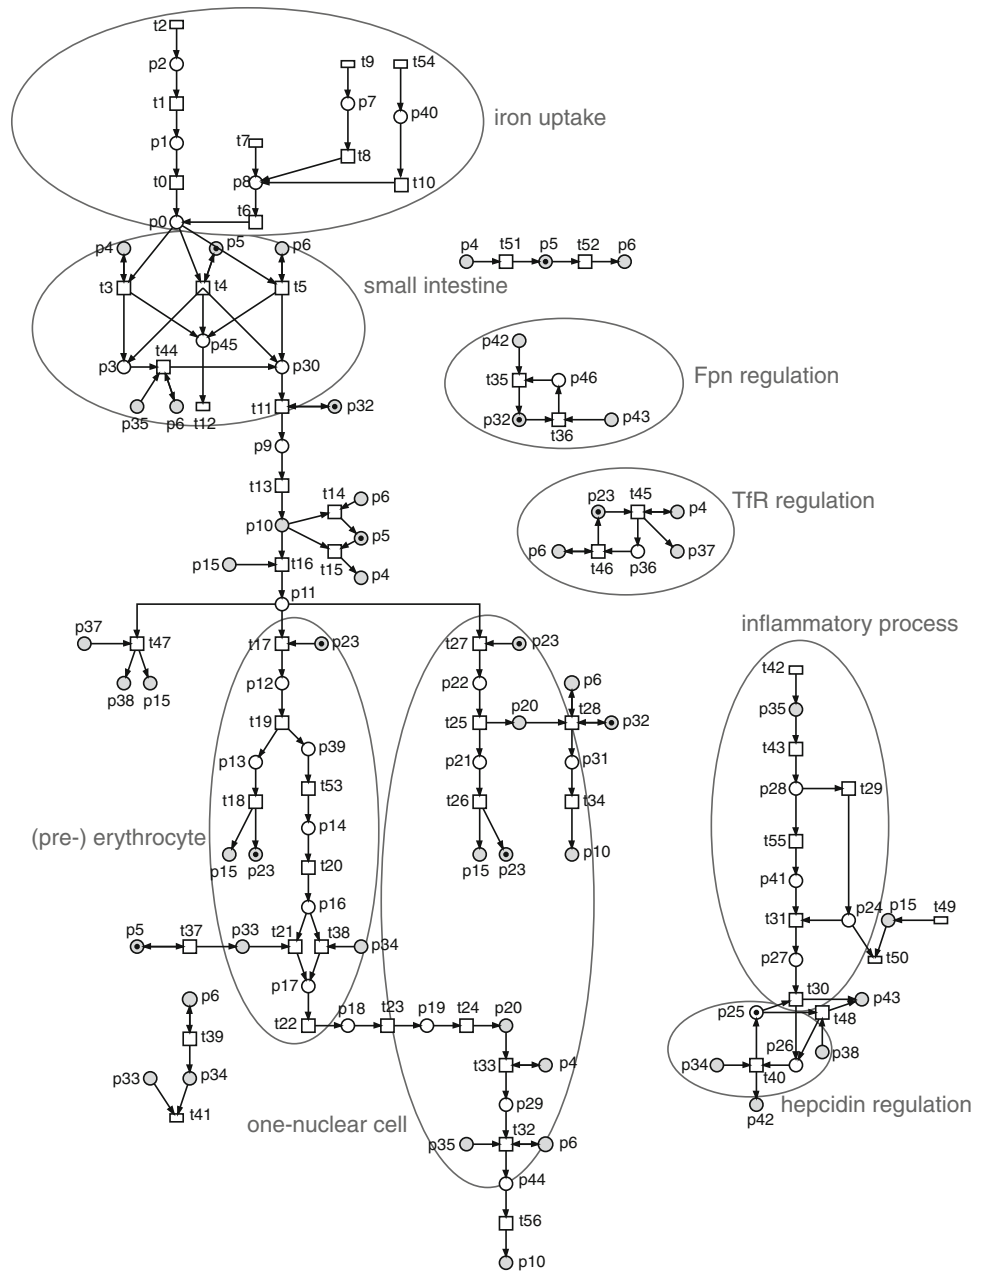 t2
p2
t9
t54
t1
p7
p40
iron uptake
p1
t7
t8
t0
p8
t10
p0
t6
p4
p5
p6
p4
t51
p5
t52
p6
t3
t4
t5
small intestine
p45
t44
p3
p30
p42
t35
p46
Fpn regulation
p35
p6
t12
t11
p32
p32
t36
p43
p9
t13
t14
p6
p23
t45
TfR regulation
p10
p5
p4
p15
t16
t15
p4
p6
t46
p36
p37
p11
p37
t47
t17
p23
t27
p23
inflammatory process
t42
p38
p15
p12
p22
p6
p35
t19
t25
p20
t28
p32
t43
p13
p39
p21
p31
p28
t29
t18
t53
t26
t34
(pre-) erythrocyte
p14
t55
p15
p23
t20
p15
p23
p10
p41
p16
p24
p15
t49
p5
t37
p33
t21
t38
p34
t31
p27
t50
p17
p6
t30
p43
t22
p18
t23
p19
t24
p20
p25
t48
t39
p26
p38
p33
p34
t33
p4
p34
t40
t41
one-nuclear cell
p29
p42
hepcidin regulation
p35
t32
p6
p44
t56
p10